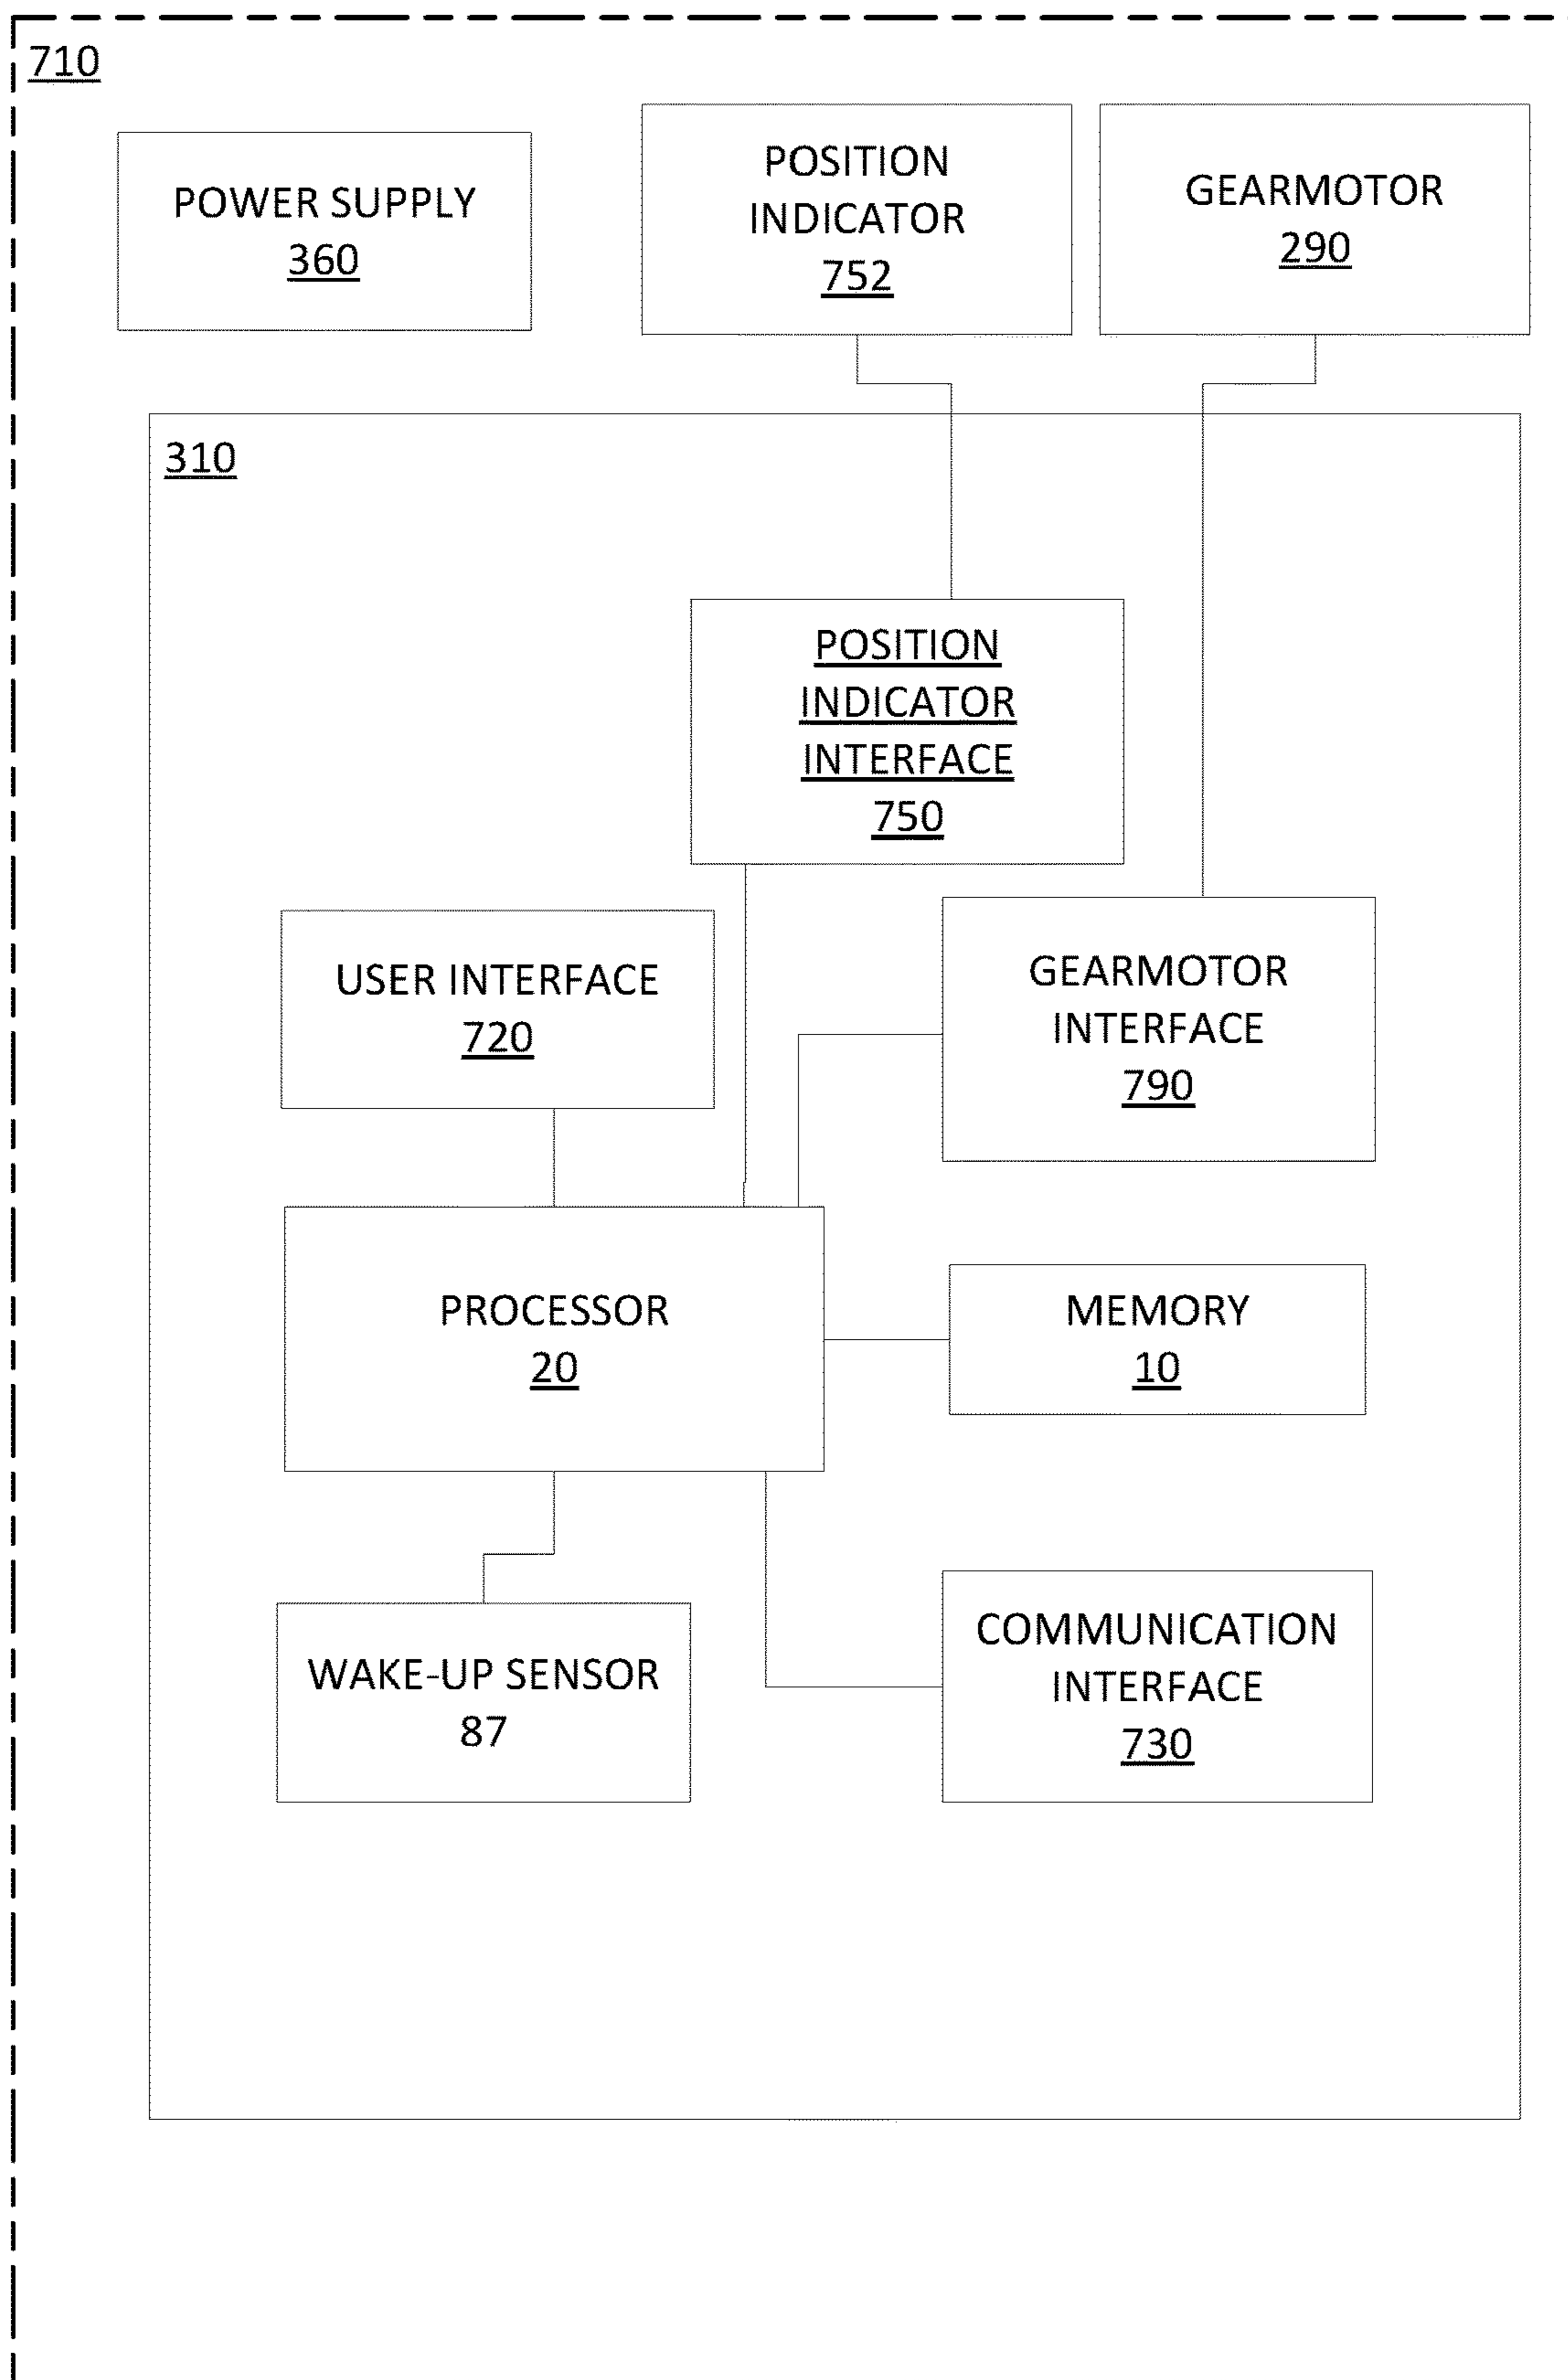 710
POWER SUPPLY
360
POSITION
INDICATOR
752
GEARMOTOR
290
310
POSITION
INDICATOR
INTERFACE
750
USER INTERFACE
720
GEARMOTOR
INTERFACE
790
PROCESSOR
20
MEMORY
10
WAKE-UP SENSOR
87
COMMUNICATION
INTERFACE
730